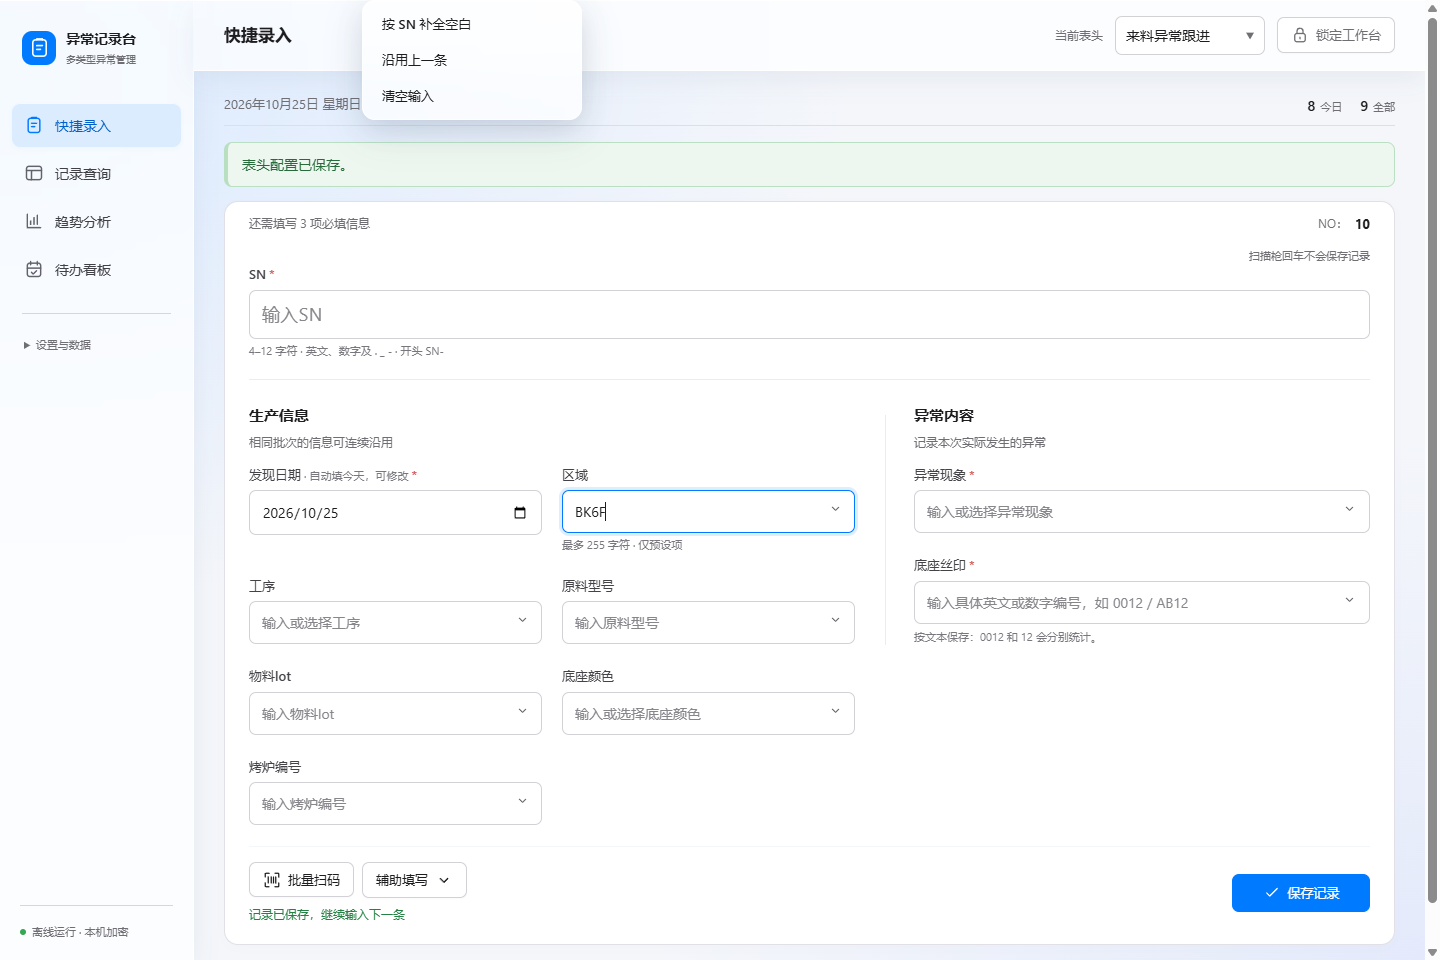 异常记录台
多类型异常管理
快捷录入
记录查询
趋势分析
待办看板
设置与数据
离线运行 · 本机加密
快捷录入
按 SN 补全空白
沿用上一条
清空输入
当前表头
来料异常跟进
锁定工作台
2026年10月25日 星期日
8 今日 9 全部
表头配置已保存。
还需填写 3 项必填信息
NO： 10
扫描枪回车不会保存记录
SN *
输入SN
4–12 字符 · 英文、数字及 . _ - · 开头 SN-
生产信息
相同批次的信息可连续沿用
发现日期 · 自动填今天，可修改 *
2026/10/25
区域
BK6F
最多 255 字符 · 仅预设项
工序
输入或选择工序
原料型号
输入原料型号
物料lot
输入物料lot
底座颜色
输入或选择底座颜色
烤炉编号
输入烤炉编号
异常内容
记录本次实际发生的异常
异常现象 *
输入或选择异常现象
底座丝印 *
输入具体英文或数字编号，如 0012 / AB12
按文本保存：0012 和 12 会分别统计。
批量扫码
辅助填写
记录已保存，继续输入下一条
保存记录